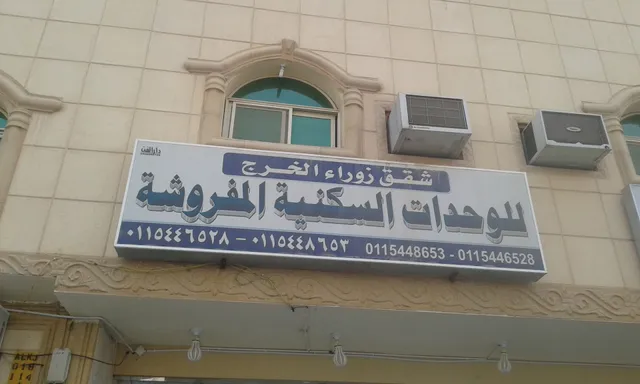 شقق زوراء الخرج
للوحدات السكنية المفروشة
٠١١٥٤٤٦٥٢٨ - ٠١١٥٤٤٨٦٥٣
0115448653 - 0115446528